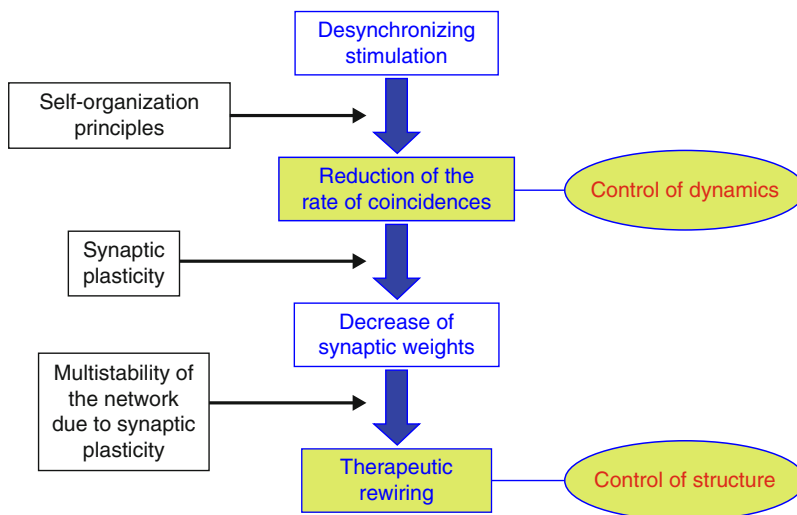 Desynchronizing
stimulation
Self-organization
principles
Reduction of the
rate of coincidences
Control of dynamics
Synaptic
plasticity
Decrease of
synaptic weights
Multistability of
the network
due to synaptic
plasticity
Therapeutic
rewiring
Control of structure